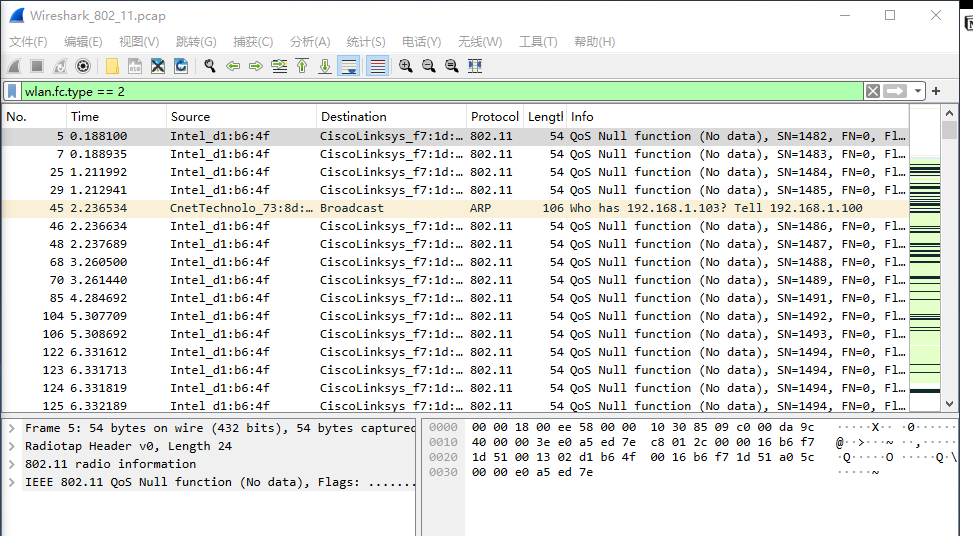 Wireshark_802_11.pcap
文件(F) 编辑(E) 视图(V) 跳转(G) 捕获(C) 分析(A) 统计(S) 电话(Y) 无线(W) 工具(T) 帮助(H)
wlan.fc.type == 2
No. Time Source Destination Protocol Lengtl Info
5 0.188100 Intel_d1:b6:4f CiscoLinksys_f7:1d:… 802.11 54 QoS Null function (No data), SN=1482, FN=0, Fl…
7 0.188935 Intel_d1:b6:4f CiscoLinksys_f7:1d:… 802.11 54 QoS Null function (No data), SN=1483, FN=0, Fl…
25 1.211992 Intel_d1:b6:4f CiscoLinksys_f7:1d:… 802.11 54 QoS Null function (No data), SN=1484, FN=0, Fl…
29 1.212941 Intel_d1:b6:4f CiscoLinksys_f7:1d:… 802.11 54 QoS Null function (No data), SN=1485, FN=0, Fl…
45 2.236534 CnetTechnolo_73:8d:… Broadcast ARP 106 Who has 192.168.1.103? Tell 192.168.1.100
46 2.236634 Intel_d1:b6:4f CiscoLinksys_f7:1d:… 802.11 54 QoS Null function (No data), SN=1486, FN=0, Fl…
48 2.237689 Intel_d1:b6:4f CiscoLinksys_f7:1d:… 802.11 54 QoS Null function (No data), SN=1487, FN=0, Fl…
68 3.260500 Intel_d1:b6:4f CiscoLinksys_f7:1d:… 802.11 54 QoS Null function (No data), SN=1488, FN=0, Fl…
70 3.261440 Intel_d1:b6:4f CiscoLinksys_f7:1d:… 802.11 54 QoS Null function (No data), SN=1489, FN=0, Fl…
85 4.284692 Intel_d1:b6:4f CiscoLinksys_f7:1d:… 802.11 54 QoS Null function (No data), SN=1491, FN=0, Fl…
104 5.307709 Intel_d1:b6:4f CiscoLinksys_f7:1d:… 802.11 54 QoS Null function (No data), SN=1492, FN=0, Fl…
106 5.308692 Intel_d1:b6:4f CiscoLinksys_f7:1d:… 802.11 54 QoS Null function (No data), SN=1493, FN=0, Fl…
122 6.331612 Intel_d1:b6:4f CiscoLinksys_f7:1d:… 802.11 54 QoS Null function (No data), SN=1494, FN=0, Fl…
123 6.331713 Intel_d1:b6:4f CiscoLinksys_f7:1d:… 802.11 54 QoS Null function (No data), SN=1494, FN=0, Fl…
124 6.331819 Intel_d1:b6:4f CiscoLinksys_f7:1d:… 802.11 54 QoS Null function (No data), SN=1494, FN=0, Fl…
125 6.332189 Intel_d1:b6:4f CiscoLinksys_f7:1d:… 802.11 54 QoS Null function (No data), SN=1494, FN=0, Fl…
Frame 5: 54 bytes on wire (432 bits), 54 bytes captured
Radiotap Header v0, Length 24
802.11 radio information
IEEE 802.11 QoS Null function (No data), Flags: .......
0000 00 00 18 00 ee 58 00 00 10 30 85 09 c0 00 da 9c ·····X·· ·0······
0010 40 00 00 3e e0 a5 ed 7e c8 01 2c 00 00 16 b6 f7 @··>···~ ··,·····
0020 1d 51 00 13 02 d1 b6 4f 00 16 b6 f7 1d 51 a0 5c ·Q·····O ·····Q·\
0030 00 00 e0 a5 ed 7e ·····~